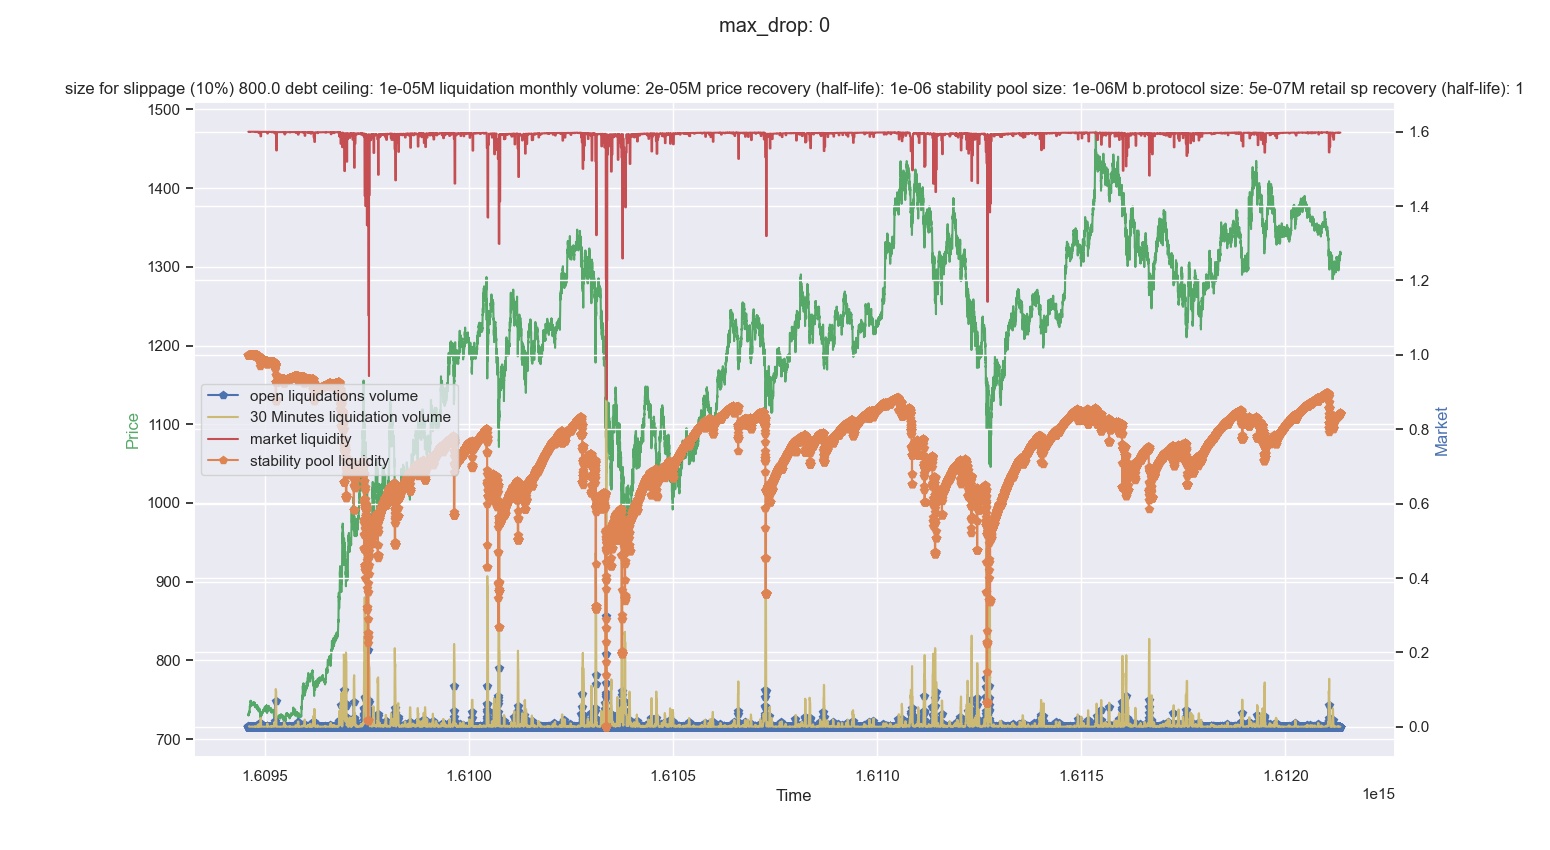 max_drop: 0
size for slippage (10%) 800.0 debt ceiling: 1e-05M liquidation monthly volume: 2e-05M price recovery (half-life): 1e-06 stability pool size: 1e-06M b.protocol size: 5e-07M retail sp recovery (half-life): 1
1500
1400
1300
1200
1100
1000
900
800
700
Price
open liquidations volume
30 Minutes liquidation volume
market liquidity
stability pool liquidity
1.6
1.4
1.2
1.0
0.8
0.6
0.4
0.2
0.0
Market
1.6095 1.6100 1.6105 1.6110 1.6115 1.6120
Time
1e15